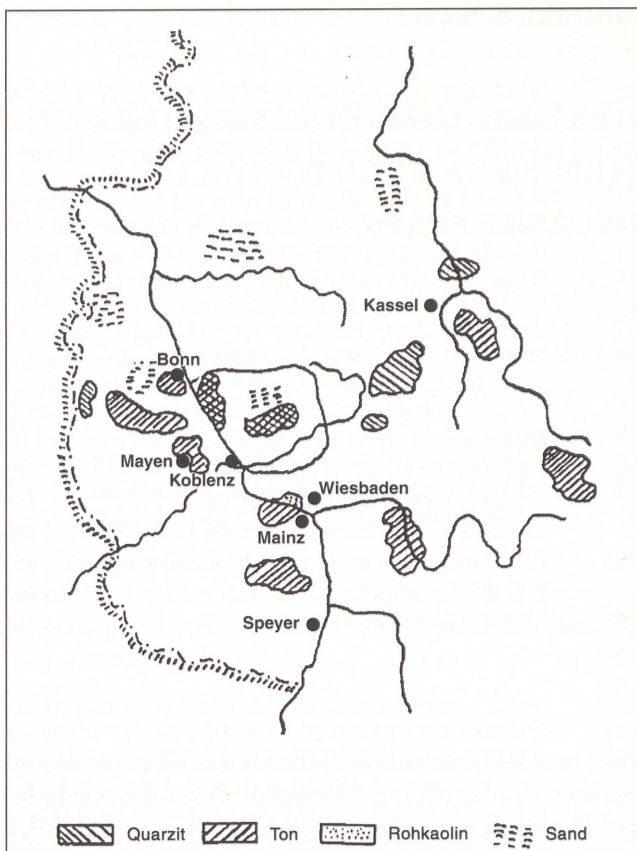 Kassel
Bonn
Mayen
Koblenz
Wiesbaden
Mainz
Speyer
Quarzit Ton Rohkaolin Sand